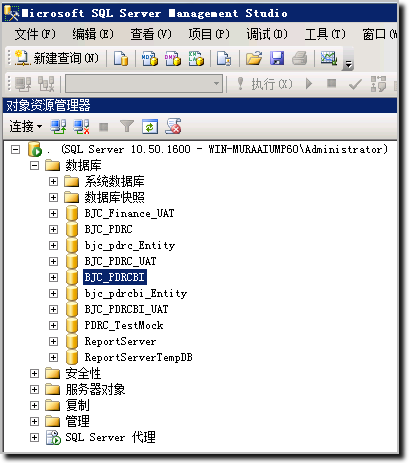 Microsoft SQL Server Management Studio
文件(F) 编辑(E) 查看(V) 项目(P) 调试(D) 工具(T) 窗口(W
新建查询(N)
执行(X)
对象资源管理器
连接
. (SQL Server 10.50.1600 - WIN-MURAAIUMP60\Administrator)
数据库
系统数据库
数据库快照
BJC_Finance_UAT
BJC_PDRC
bjc_pdrc_Entity
BJC_PDRC_UAT
BJC_PDRCBI
bjc_pdrcbi_Entity
BJC_PDRCBI_UAT
PDRC_TestMock
ReportServer
ReportServerTempDB
安全性
服务器对象
复制
管理
SQL Server 代理